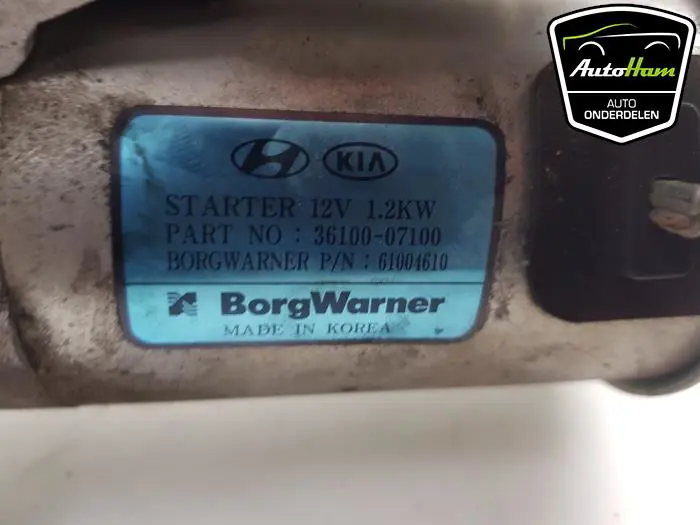 AutoHam
AUTO
ONDERDELEN
KIA
STARTER 12V 1.2KW
PART NO : 36100-07100
BORGWARNER P/N : 61004610
BorgWarner
MADE IN KOREA